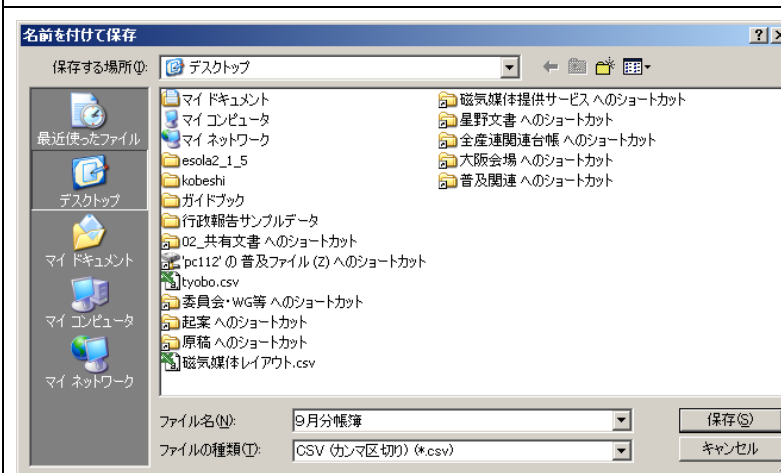 名前を付けて保存
保存する場所(I):
デスクトップ
最近使ったファイル
デスクトップ
マイ ドキュメント
マイ コンピュータ
マイ ネットワーク
マイ ドキュメント
マイ コンピュータ
マイ ネットワーク
esola2_1_5
kobeshi
ガイドブック
行政報告サンプルデータ
02_共有文書 へのショートカット
'pc112' の 普及ファイル (Z) へのショートカット
tyobo.csv
委員会・WG等 へのショートカット
起案 へのショートカット
原稿 へのショートカット
磁気媒体レイアウト.csv
磁気媒体提供サービス へのショートカット
星野文書 へのショートカット
全産連関連台帳 へのショートカット
大阪会場 へのショートカット
普及関連 へのショートカット
ファイル名(N):
9月分帳簿
保存(S)
ファイルの種類(T):
CSV (カンマ区切り) (*.csv)
キャンセル